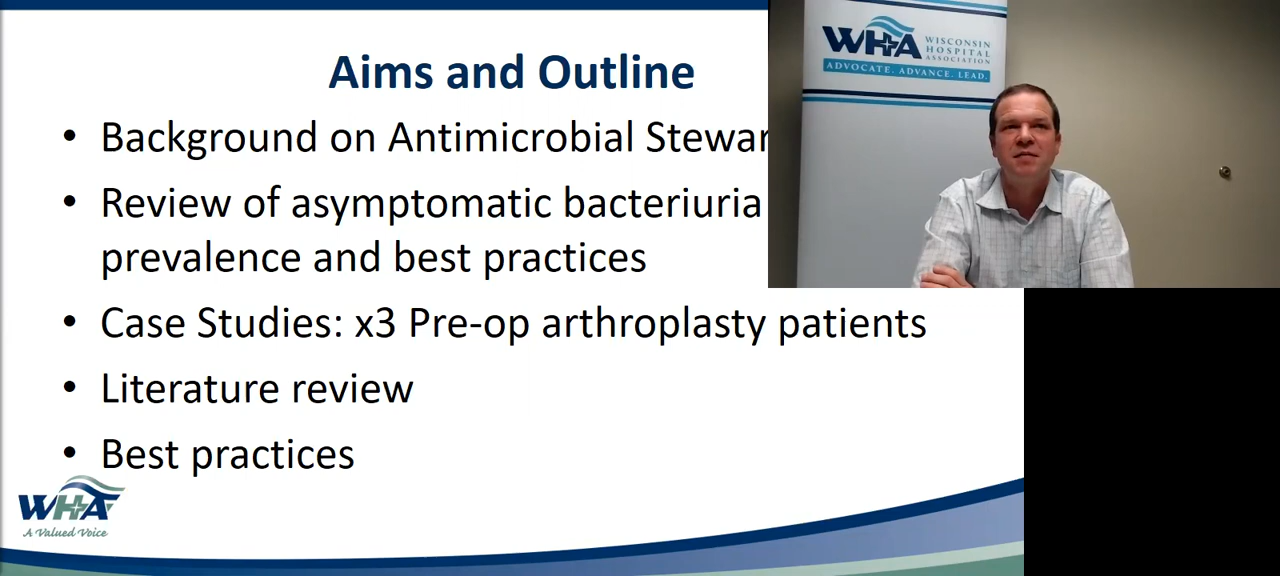 Aims and Outline
• Background on Antimicrobial
• Review of asymptomatic bacteriuria
prevalence and best practices
• Case Studies: x3 Pre-op arthroplasty patients
• Literature review
• Best practices
WHA
A Valued Voice
WHA
WISCONSIN
HOSPITAL
ASSOCIATION
ADVOCATE. ADVANCE. LEAD.